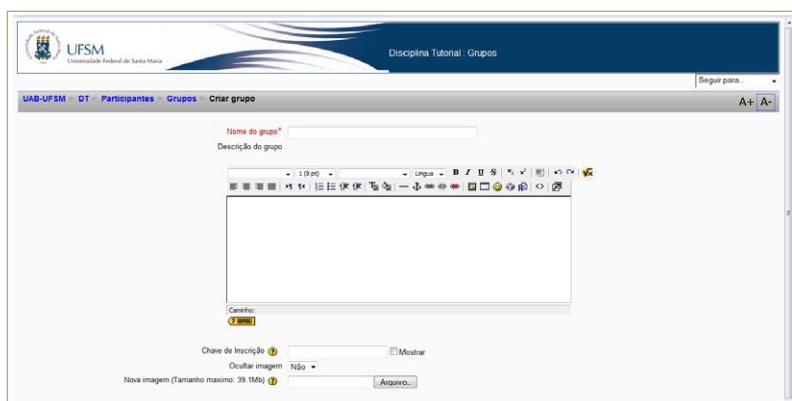 UFSM
Universidade Federal de Santa Maria
Disciplina Tutorial : Grupos
Seguir para...
UAB-UFSM DT Participantes Grupos Criar grupo
A+ A-
Nome do grupo*
Descrição do grupo
1 (8 pt) Língua B I U S
Caminho:
Chave de Inscrição ? Mostrar
Ocultar imagem Não
Nova imagem (Tamanho maximo: 39.1Mb) ? Arquivo...